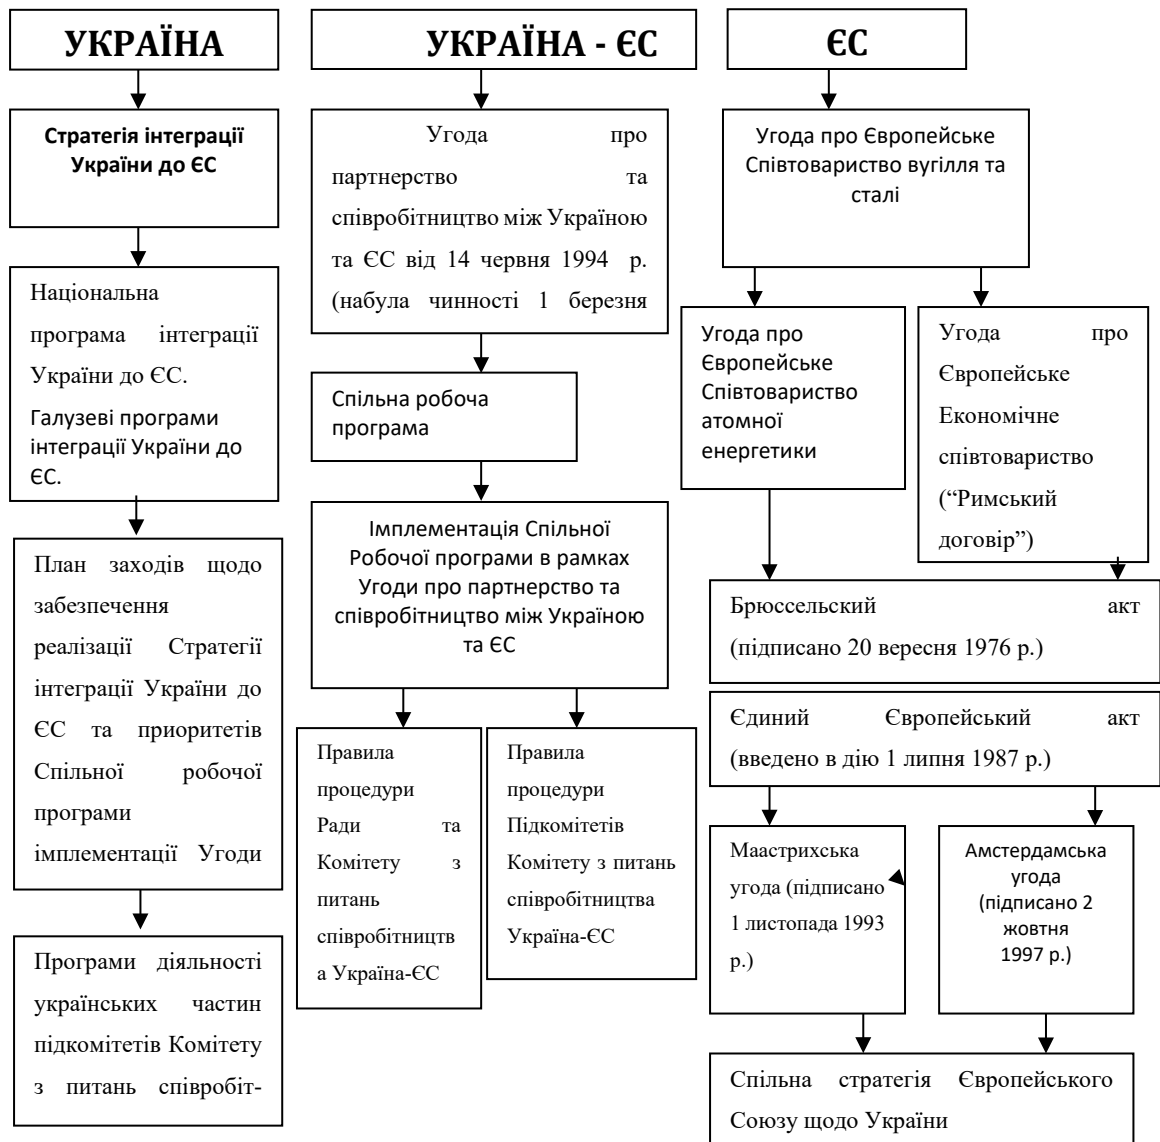 УКРАЇНА
Стратегія інтеграції
України до ЄС
Національна
програма інтеграції
України до ЄС.
Галузеві програми
інтеграції України до
ЄС.
План заходів щодо
забезпечення
реалізації Стратегії
інтеграції України до
ЄС та приоритетів
Спільної робочої
програми
імплементації Угоди
Програми діяльності
українських частин
підкомітетів Комітету
з питань співробіт-
УКРАЇНА - ЄС
Угода про
партнерство та
співробітництво між Україною
та ЄС від 14 червня 1994 р.
(набула чинності 1 березня
Спільна робоча
програма
Імплементація Спільної
Робочої програми в рамках
Угоди про партнерство та
співробітництво між Україною
та ЄС
Правила
процедури
Ради та
Комітету з
питань
співробітництв
а Україна-ЄС
Правила
процедури
Підкомітетів
Комітету з питань
співробітництва
Україна-ЄС
ЄС
Угода про Європейське
Співтовариство вугілля та
сталі
Угода про
Європейське
Співтовариство
атомної
енергетики
Угода про
Європейське
Економічне
співтовариство
(“Римський
договір”)
Брюссельский акт
(підписано 20 вересня 1976 р.)
Єдиний Європейський акт
(введено в дію 1 липня 1987 р.)
Маастрихська
угода (підписано
1 листопада 1993
р.)
Амстердамська
угода
(підписано 2
жовтня
1997 р.)
Спільна стратегія Європейського
Союзу щодо України